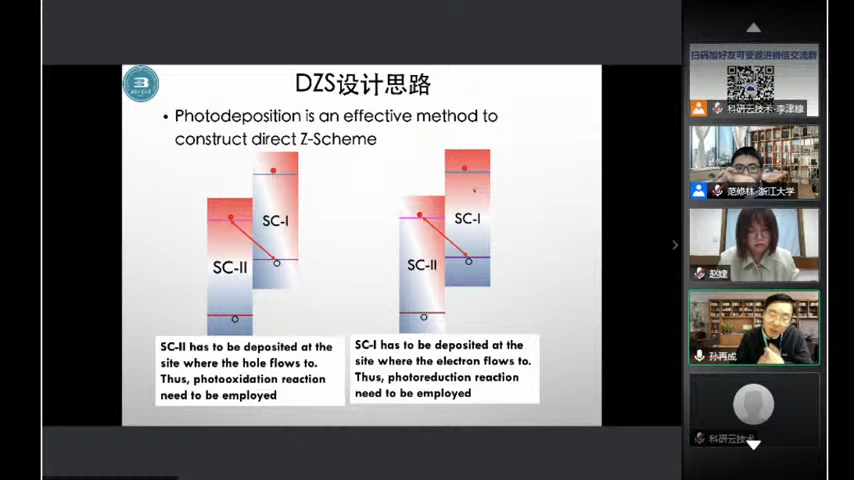 DZS设计思路
• Photodeposition is an effective method to
construct direct Z-Scheme
SC-I
SC-II
SC-I
SC-II
SC-II has to be deposited at the
site where the hole flows to.
Thus, photooxidation reaction
need to be employed
SC-I has to be deposited at the
site where the electron flows to.
Thus, photoreduction reaction
need to be employed
扫码加好友可受邀进微信交流群
科研云技术-李津
范修林-浙江大学
赵婕
孙再成
科研云技术